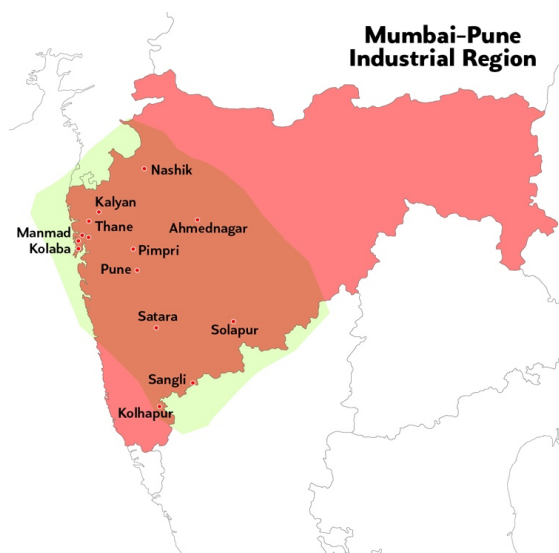 Mumbai-Pune
Industrial Region
Nashik
Kalyan
Thane
Ahmednagar
Manmad
Kolaba
Pimpri
Pune
Satara
Solapur
Sangli
Kolhapur